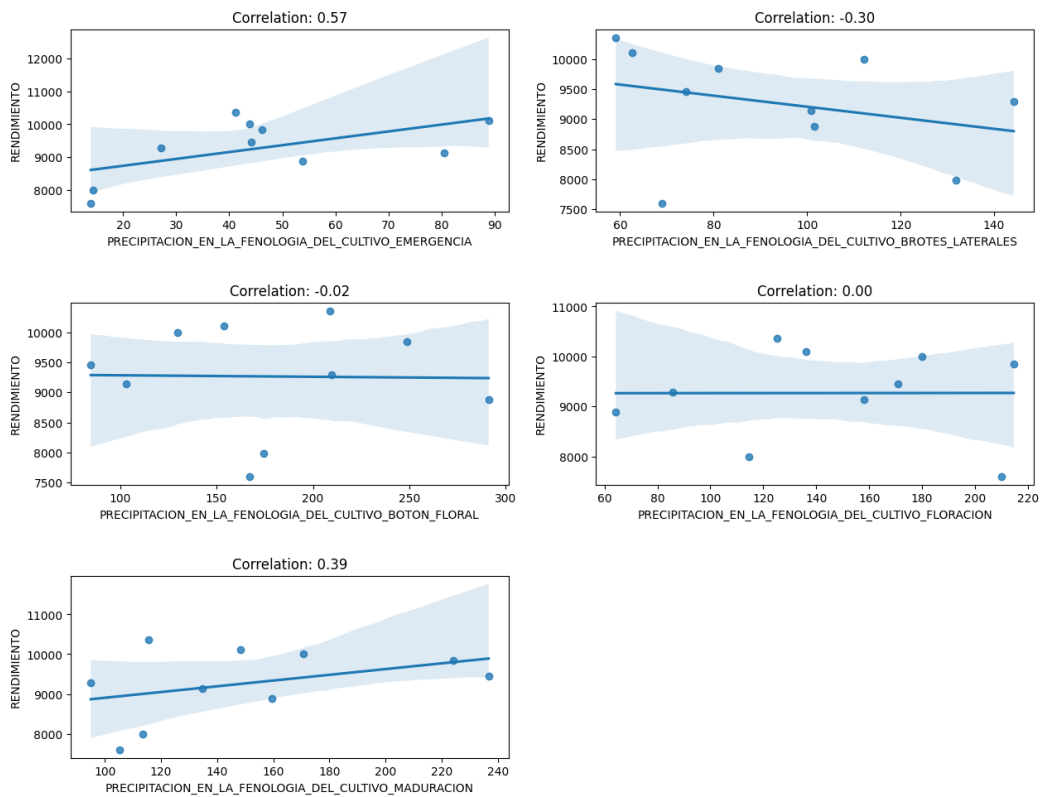 Correlation: 0.57
12000
11000
10000
9000
8000
RENDIMIENTO
20 30 40 50 60 70 80 90
PRECIPITACION_EN_LA_FENOLOGIA_DEL_CULTIVO_EMERGENCIA
Correlation: -0.30
10000
9500
9000
8500
8000
7500
RENDIMIENTO
60 80 100 120 140
PRECIPITACION_EN_LA_FENOLOGIA_DEL_CULTIVO_BROTES_LATERALES
Correlation: -0.02
10000
9500
9000
8500
8000
7500
RENDIMIENTO
100 150 200 250 300
PRECIPITACION_EN_LA_FENOLOGIA_DEL_CULTIVO_BOTON_FLORAL
Correlation: 0.00
11000
10000
9000
8000
RENDIMIENTO
60 80 100 120 140 160 180 200 220
PRECIPITACION_EN_LA_FENOLOGIA_DEL_CULTIVO_FLORACION
Correlation: 0.39
11000
10000
9000
8000
RENDIMIENTO
100 120 140 160 180 200 220 240
PRECIPITACION_EN_LA_FENOLOGIA_DEL_CULTIVO_MADURACION